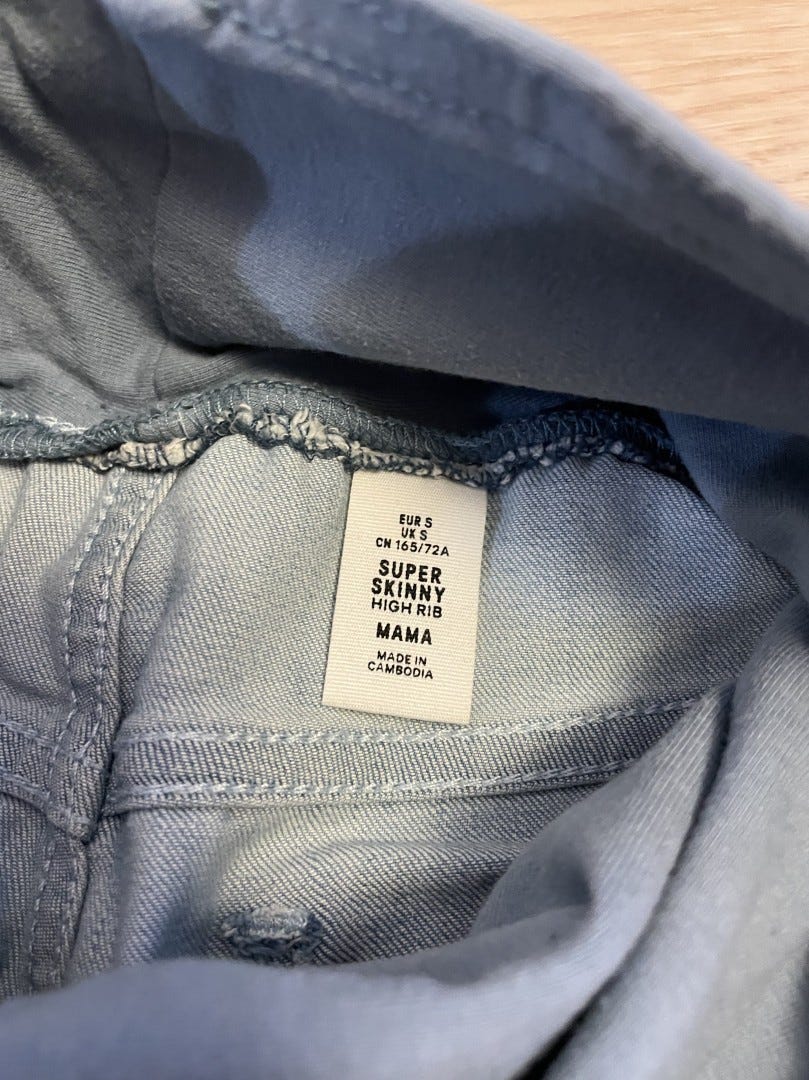 EUR S
UK S
CN 165/72A
SUPER
SKINNY
HIGH RIB
MAMA
MADE IN
CAMBODIA